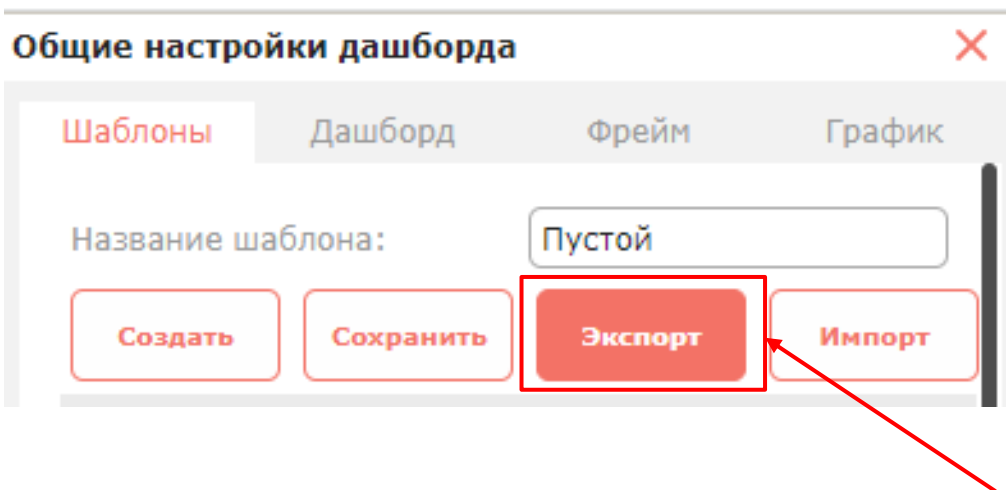 Общие настройки дашборда
Шаблоны Дашборд Фрейм График
Название шаблона: Пустой
Создать Сохранить Экспорт Импорт